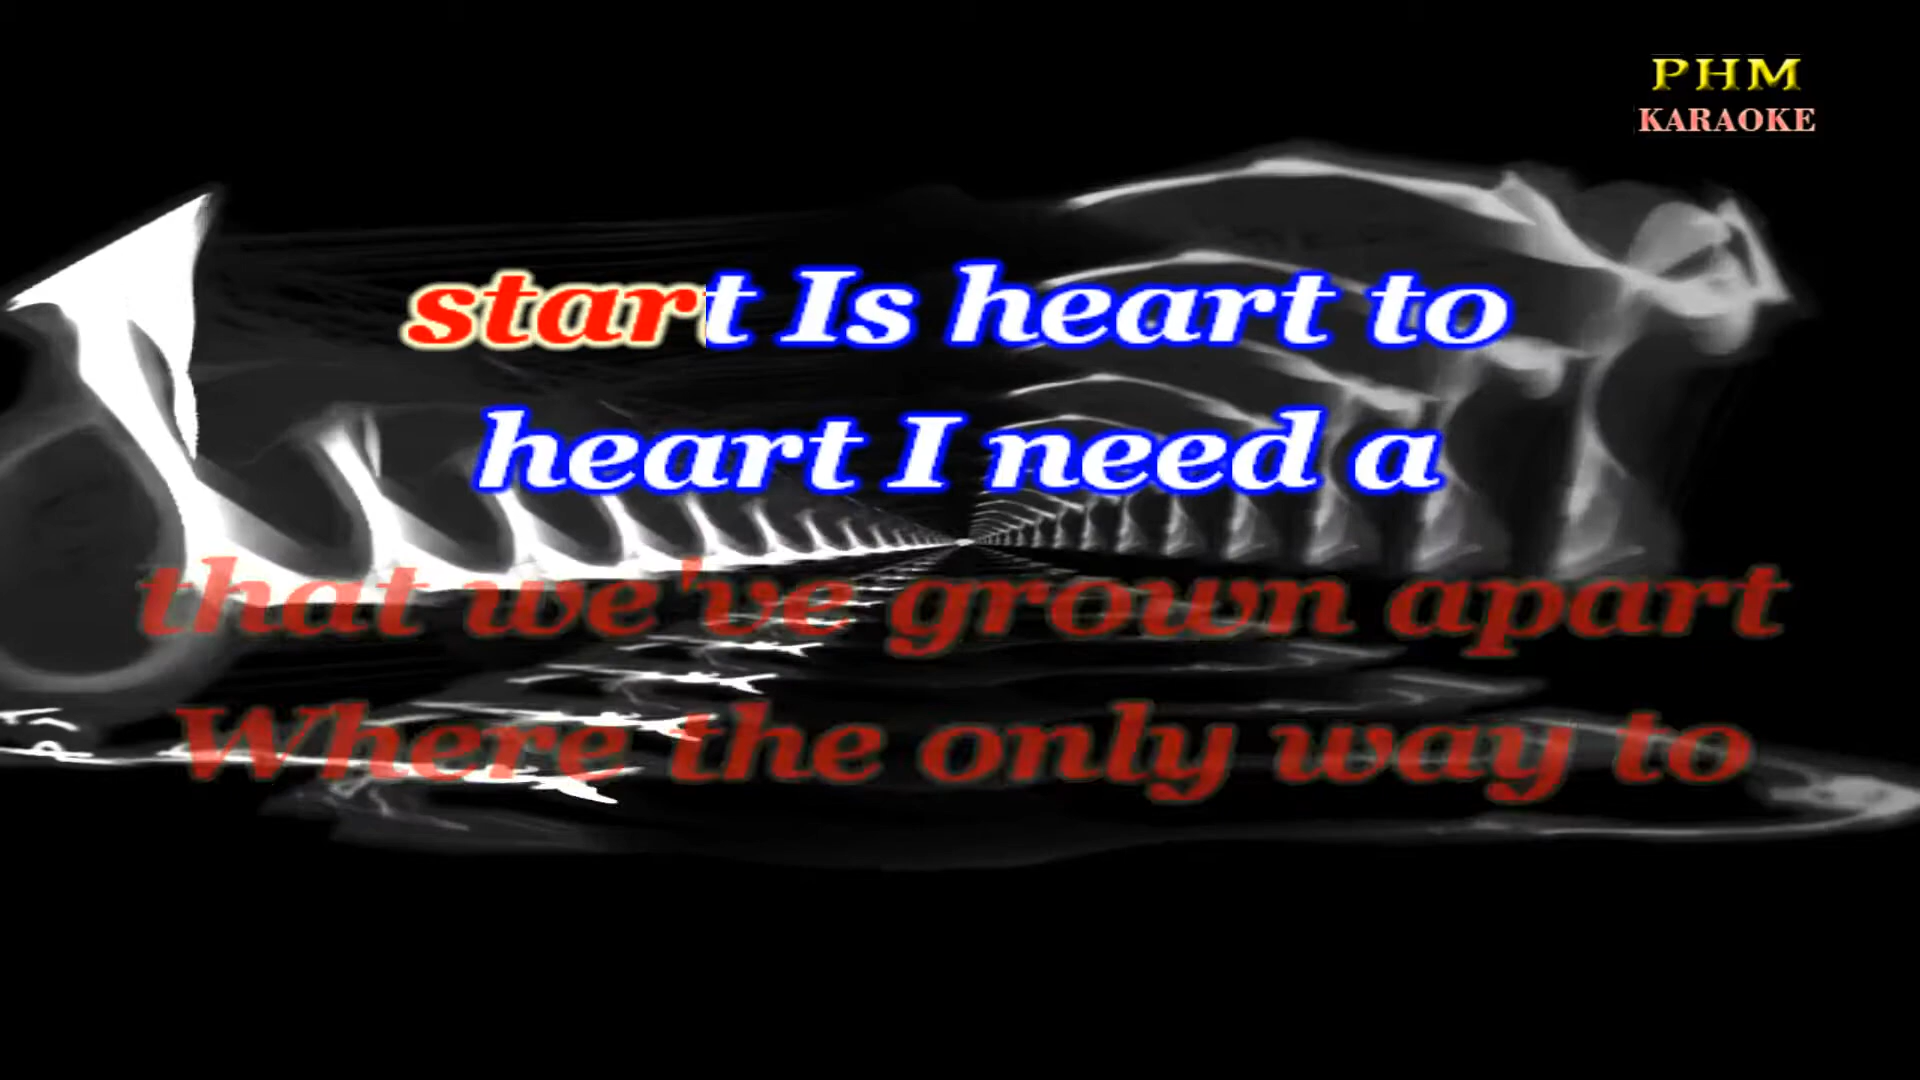 PHM
KARAOKE
start Is heart to
heart I need a
that we've grown apart
Where the only way to